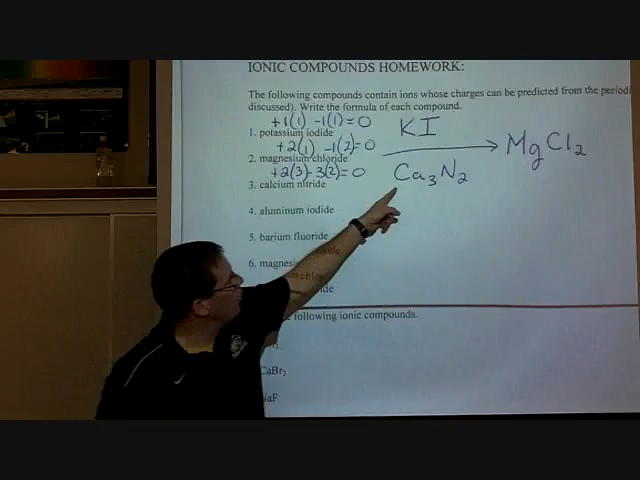 IONIC COMPOUNDS HOMEWORK:
The following compounds contain ions whose charges can be predicted from the
discussed). Write the formula of each compound.
+1(1) -1(1)=0 KI
1. potassium iodide
+2(1) -1(2)=0 MgCl2
2. magnesium chloride
+2(3)-3(2)=0 Ca3N2
3. calcium nitride
4. aluminum iodide
5. barium fluoride
6.
following ionic compounds.
CaBr2